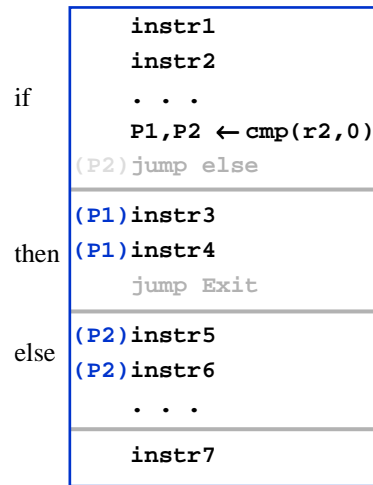 instr1
instr2
if
. . .
P1,P2 ← cmp(r2,0)
(P2)jump else
(P1)instr3
then (P1)instr4
jump Exit
else (P2)instr5
(P2)instr6
. . .
instr7